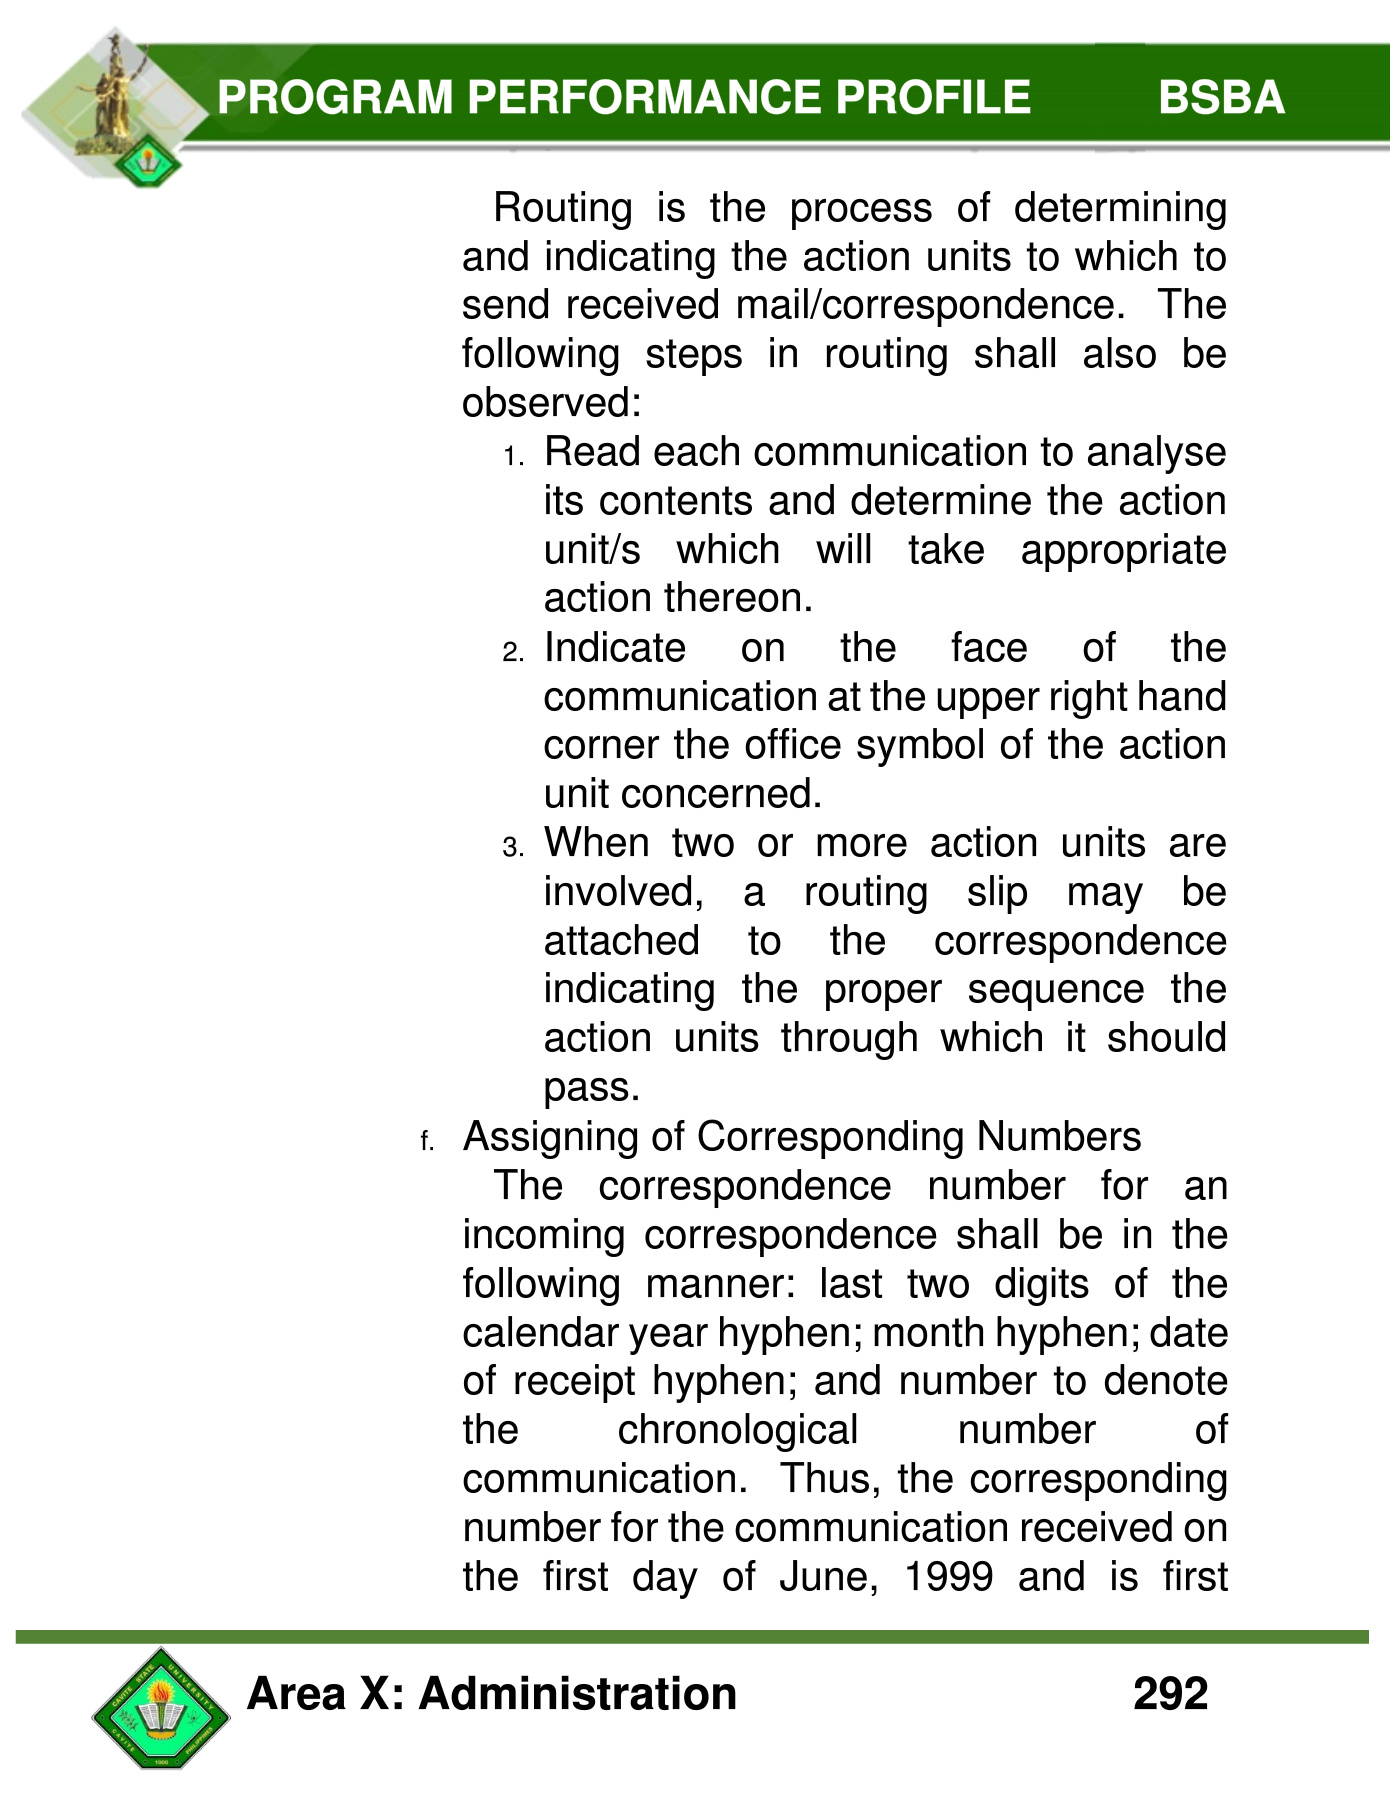 PROGRAM PERFORMANCE PROFILE BSBA
Routing is the process of determining
and indicating the action units to which to
send received mail/correspondence. The
following steps in routing shall also be
observed:
1. Read each communication to analyse
its contents and determine the action
unit/s which will take appropriate
action thereon.
2. Indicate on the face of the
communication at the upper right hand
corner the office symbol of the action
unit concerned.
3. When two or more action units are
involved, a routing slip may be
attached to the correspondence
indicating the proper sequence the
action units through which it should
pass.
f. Assigning of Corresponding Numbers
The correspondence number for an
incoming correspondence shall be in the
following manner: last two digits of the
calendar year hyphen; month hyphen; date
of receipt hyphen; and number to denote
the chronological number of
communication. Thus, the corresponding
number for the communication received on
the first day of June, 1999 and is first
CAVITE STATE UNIVERSITY
CAVITE PHILIPPINES
1906
Area X: Administration 292